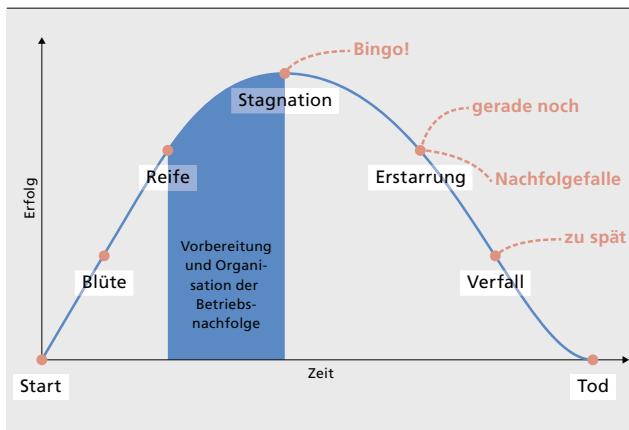 Bingo!
Stagnation
gerade noch
Reife
Erstarrung
Nachfolgefalle
Erfolg
zu spät
Vorbereitung
und Organi-
sation der
Betriebs-
nachfolge
Blüte
Verfall
Start
Zeit
Tod